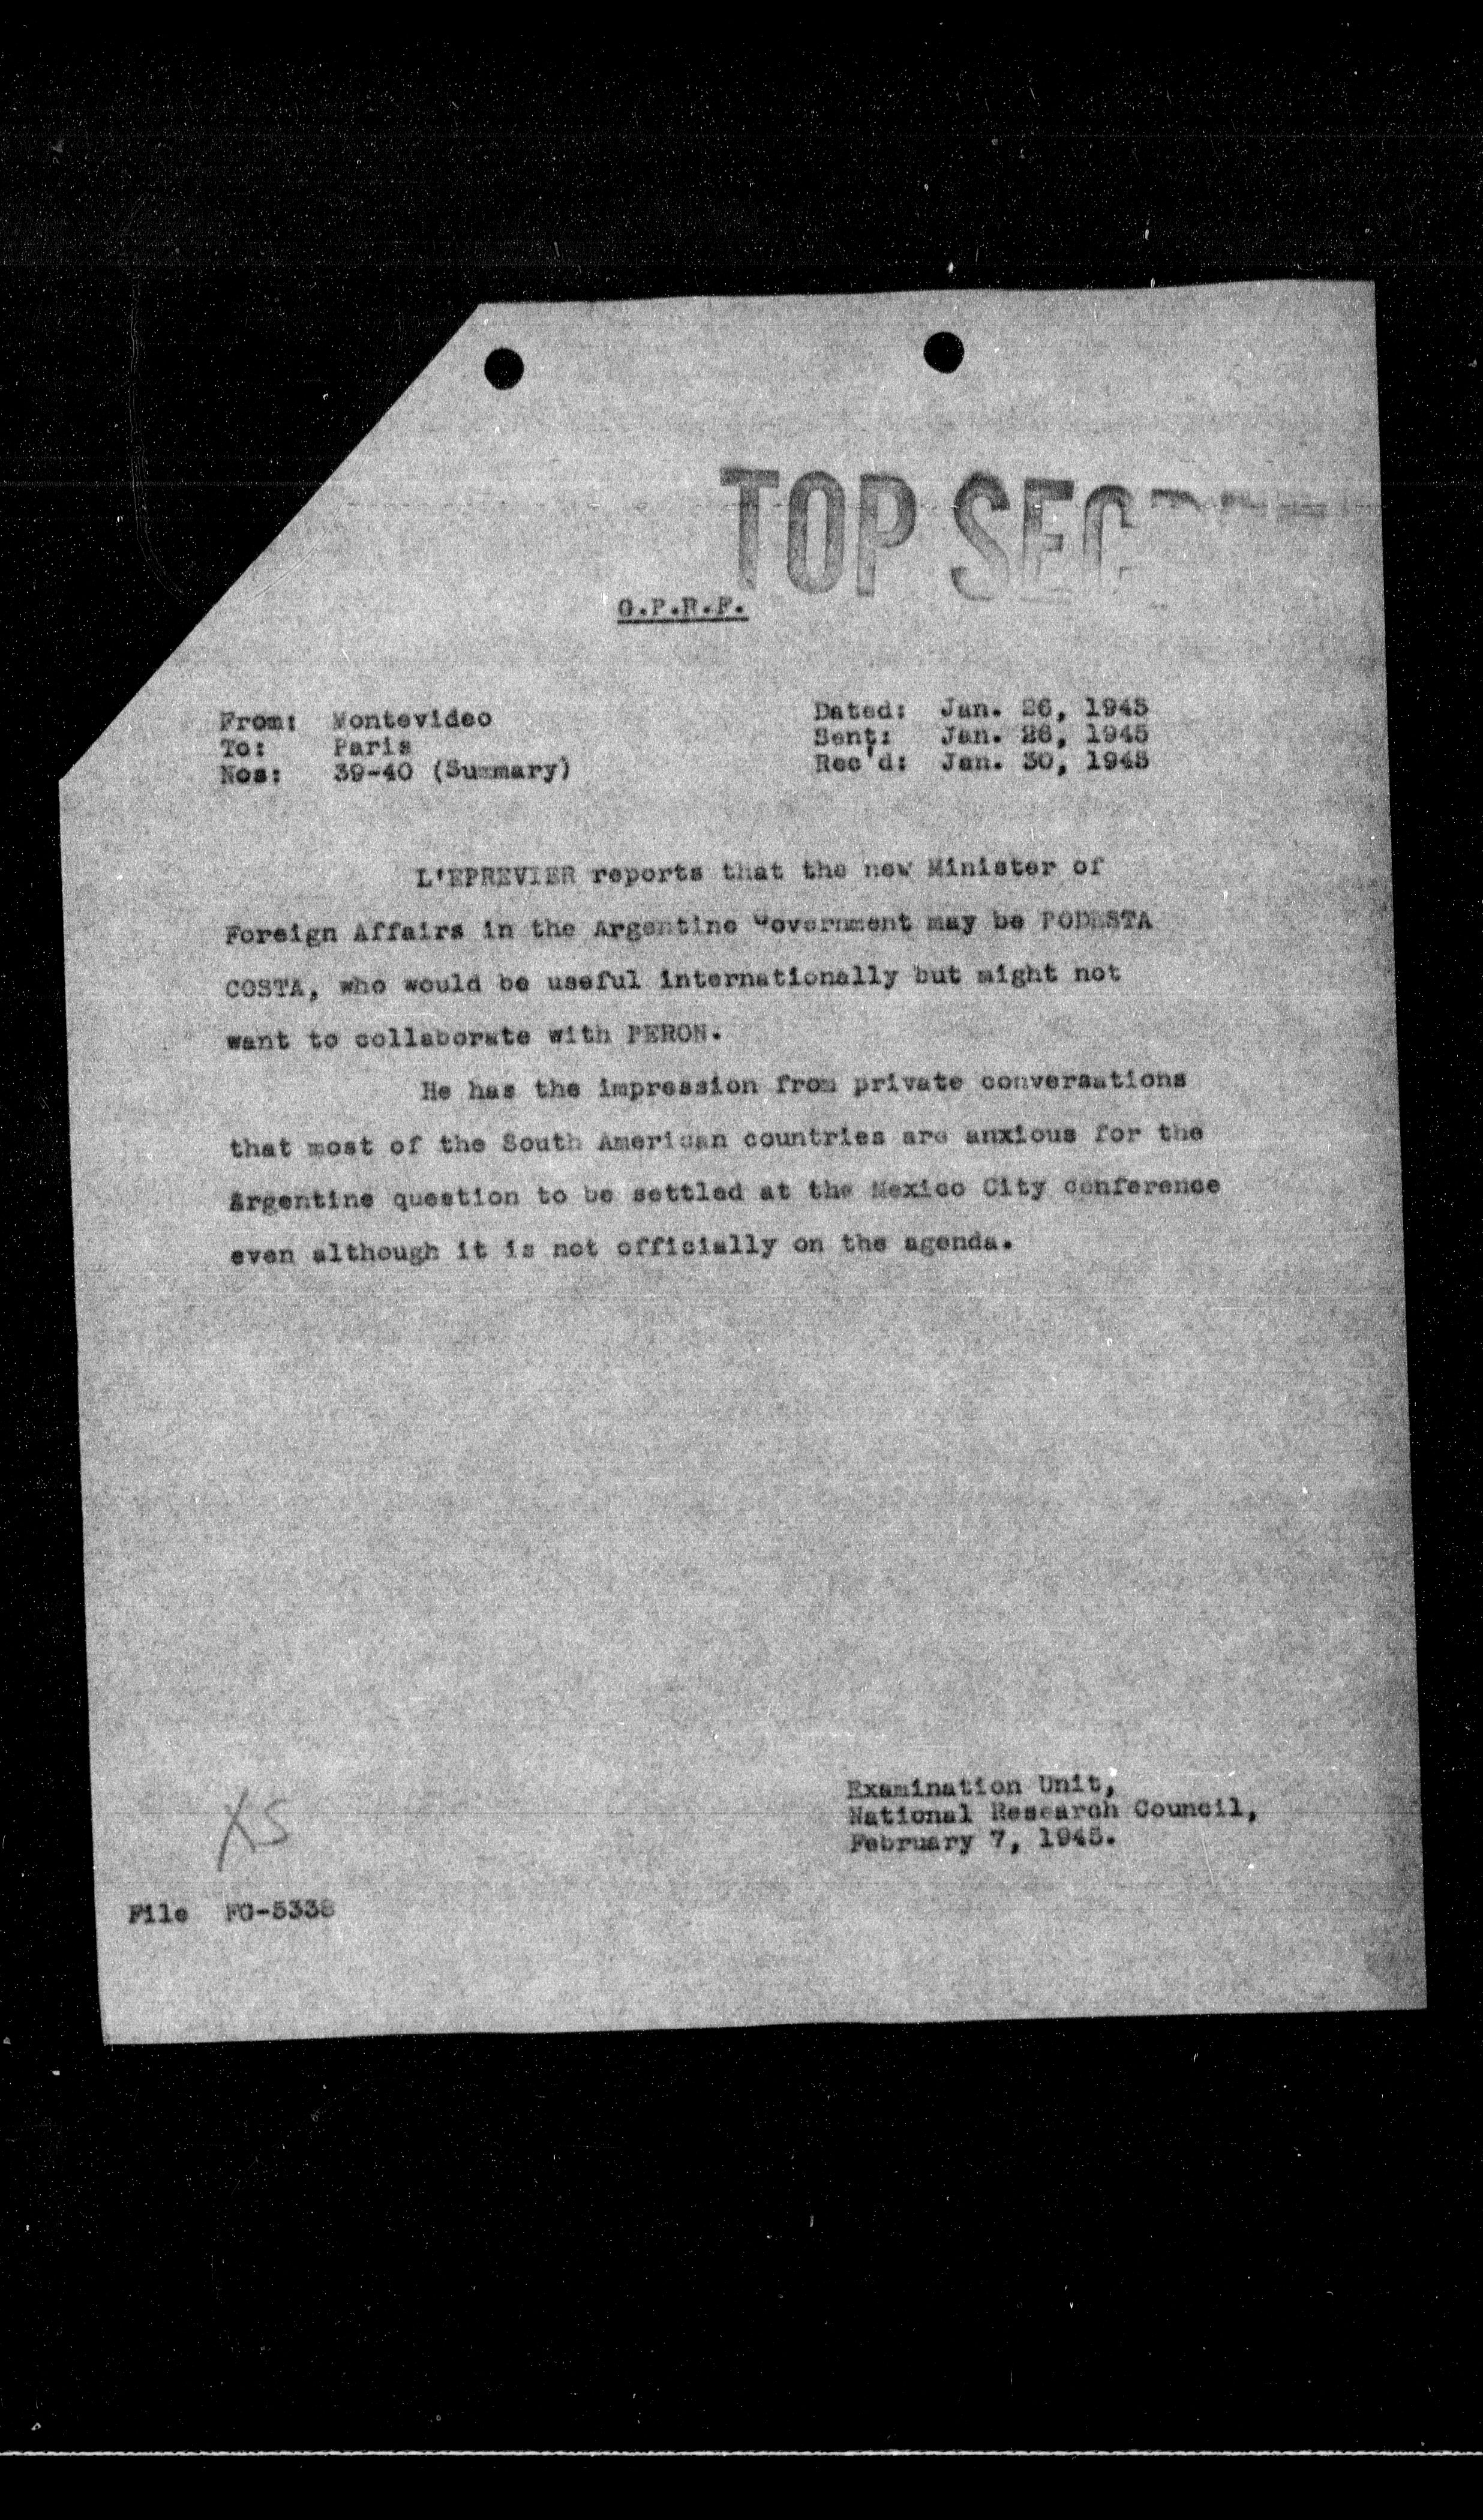 TOP SEC
G.P.R.F.
From: Montevideo
To: Paris
Nos: 39-40 (Summary)
Dated: Jan. 26, 1945
Sent: Jan. 26, 1945
Rec'd: Jan. 30, 1945
L'EPREVIER reports that the new Minister of
Foreign Affairs in the Argentine Government may be PODESTA
COSTA, who would be useful internationally but might not
want to collaborate with PERON.
He has the impression from private conversations
that most of the South American countries are anxious for the
Argentine question to be settled at the Mexico City conference
even although it is not officially on the agenda.
Examination Unit,
National Research Council,
February 7, 1945.
XS
File